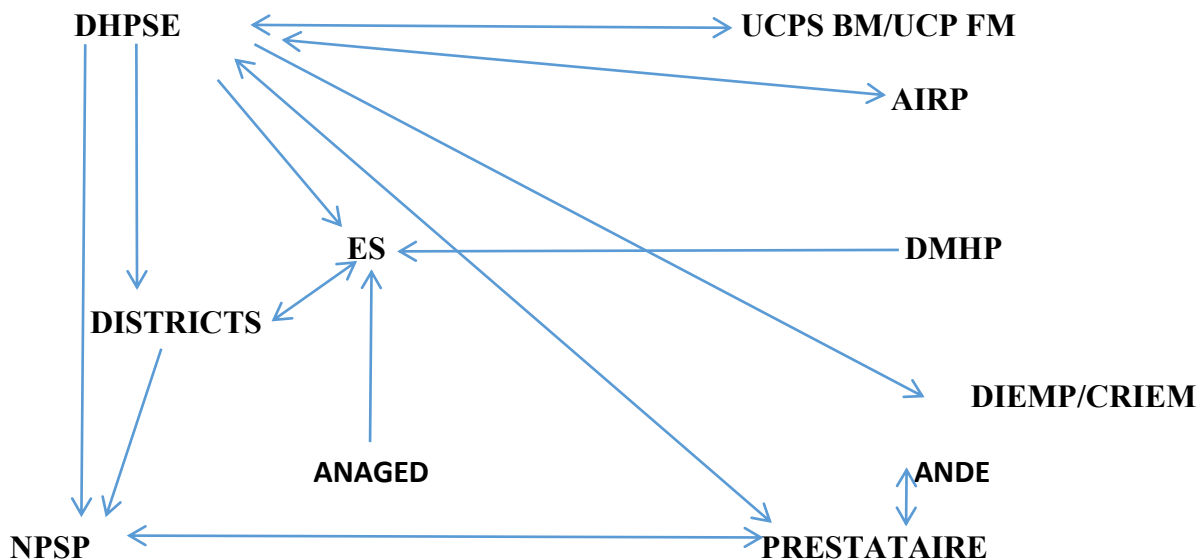 DHPSE
UCPS BM/UCP FM
AIRP
ES
DMHP
DISTRICTS
DIEMP/CRIEM
ANAGED
ANDE
NPSP
PRESTATAIRE